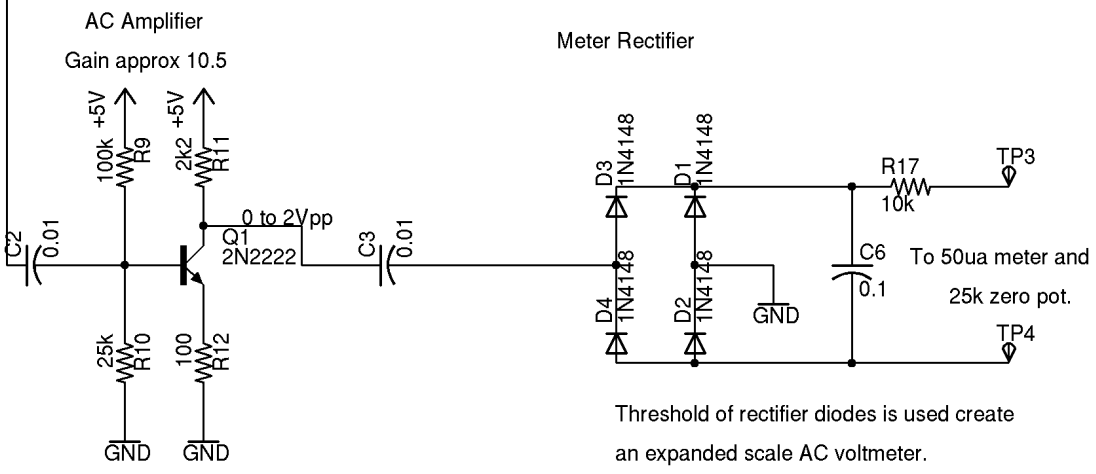 AC Amplifier
Gain approx 10.5
Meter Rectifier
+5V
+5V
100k
R9
2k2
R11
0 to 2Vpp
C2
0.01
Q1
2N2222
C3
0.01
25k
R10
100
R12
GND
GND
D3
1N4148
D1
1N4148
D4
1N4148
D2
1N4148
GND
R17
10k
TP3
C6
0.1
To 50ua meter and
25k zero pot.
TP4
Threshold of rectifier diodes is used create
an expanded scale AC voltmeter.